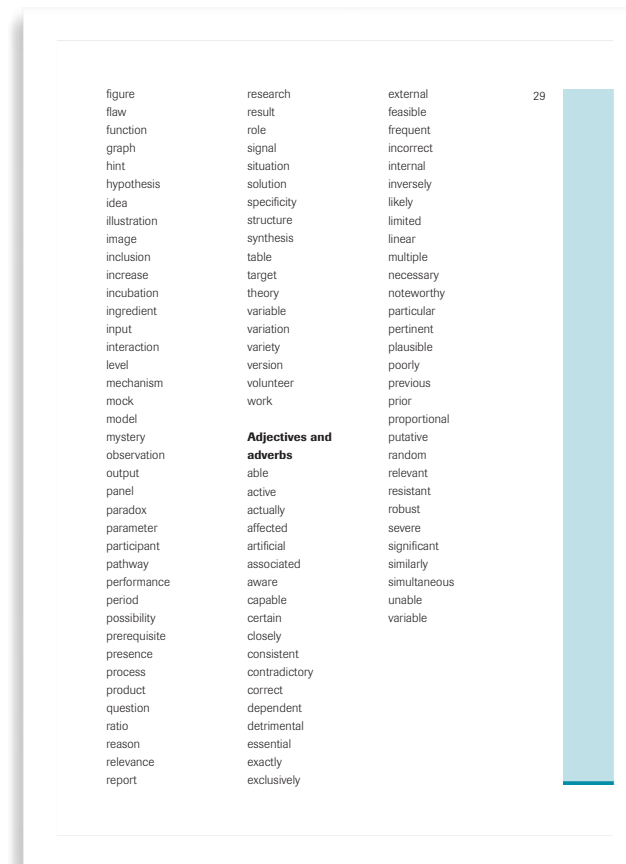 figure
flaw
function
graph
hint
hypothesis
idea
illustration
image
inclusion
increase
incubation
ingredient
input
interaction
level
mechanism
mock
model
mystery
observation
output
panel
paradox
parameter
participant
pathway
performance
period
possibility
prerequisite
presence
process
product
question
ratio
reason
relevance
report
research
result
role
signal
situation
solution
specificity
structure
synthesis
table
target
theory
variable
variation
variety
version
volunteer
work
Adjectives and
adverbs
able
active
actually
affected
artificial
associated
aware
capable
certain
closely
consistent
contradictory
correct
dependent
detrimental
essential
exactly
exclusively
external
feasible
frequent
incorrect
internal
inversely
likely
limited
linear
multiple
necessary
noteworthy
particular
pertinent
plausible
poorly
previous
prior
proportional
putative
random
relevant
resistant
robust
severe
significant
similarly
simultaneous
unable
variable
29